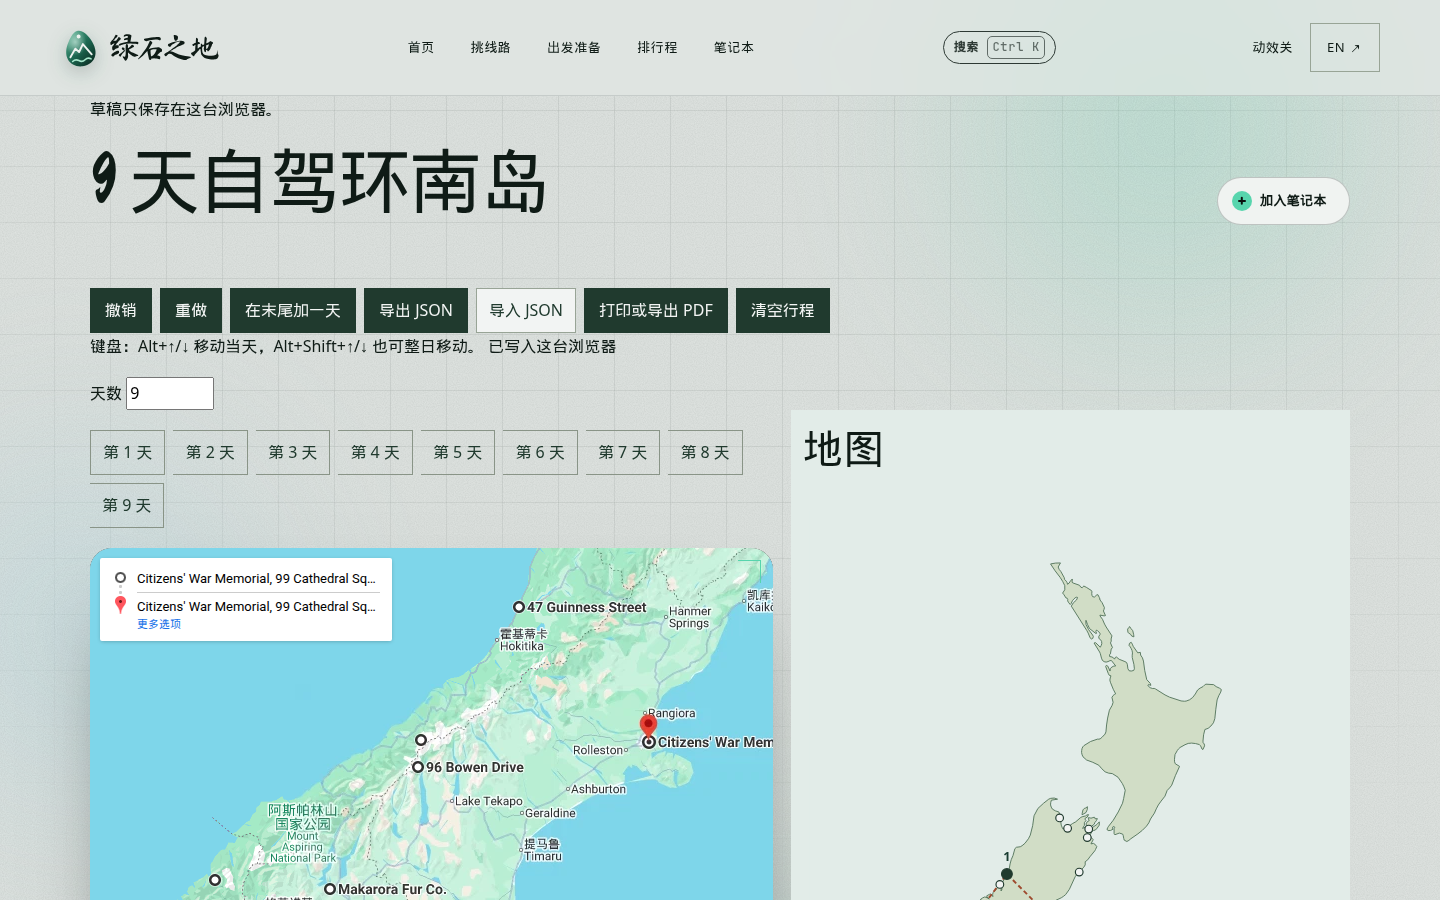 绿石之地
首页 挑线路 出发准备 排行程 笔记本
搜索 Ctrl K
动效关
EN ↗
草稿只保存在这台浏览器。
9 天自驾环南岛
+ 加入笔记本
撤销 重做 在末尾加一天 导出 JSON 导入 JSON 打印或导出 PDF 清空行程
键盘：Alt+↑/↓ 移动当天，Alt+Shift+↑/↓ 也可整日移动。 已写入这台浏览器
天数 9
第 1 天 第 2 天 第 3 天 第 4 天 第 5 天 第 6 天 第 7 天 第 8 天
第 9 天
地图
Citizens' War Memorial, 99 Cathedral Sq...
Citizens' War Memorial, 99 Cathedral Sq...
更多选项
47 Guinness Street
Hanmer
Springs
霍基蒂卡
Hokitika
Rangiora
Rolleston
Citizens' War Mem
96 Bowen Drive
Ashburton
Lake Tekapo
Geraldine
阿斯帕林山
国家公园
Mount
Aspiring
National Park
提马鲁
Timaru
Makarora Fur Co.
1